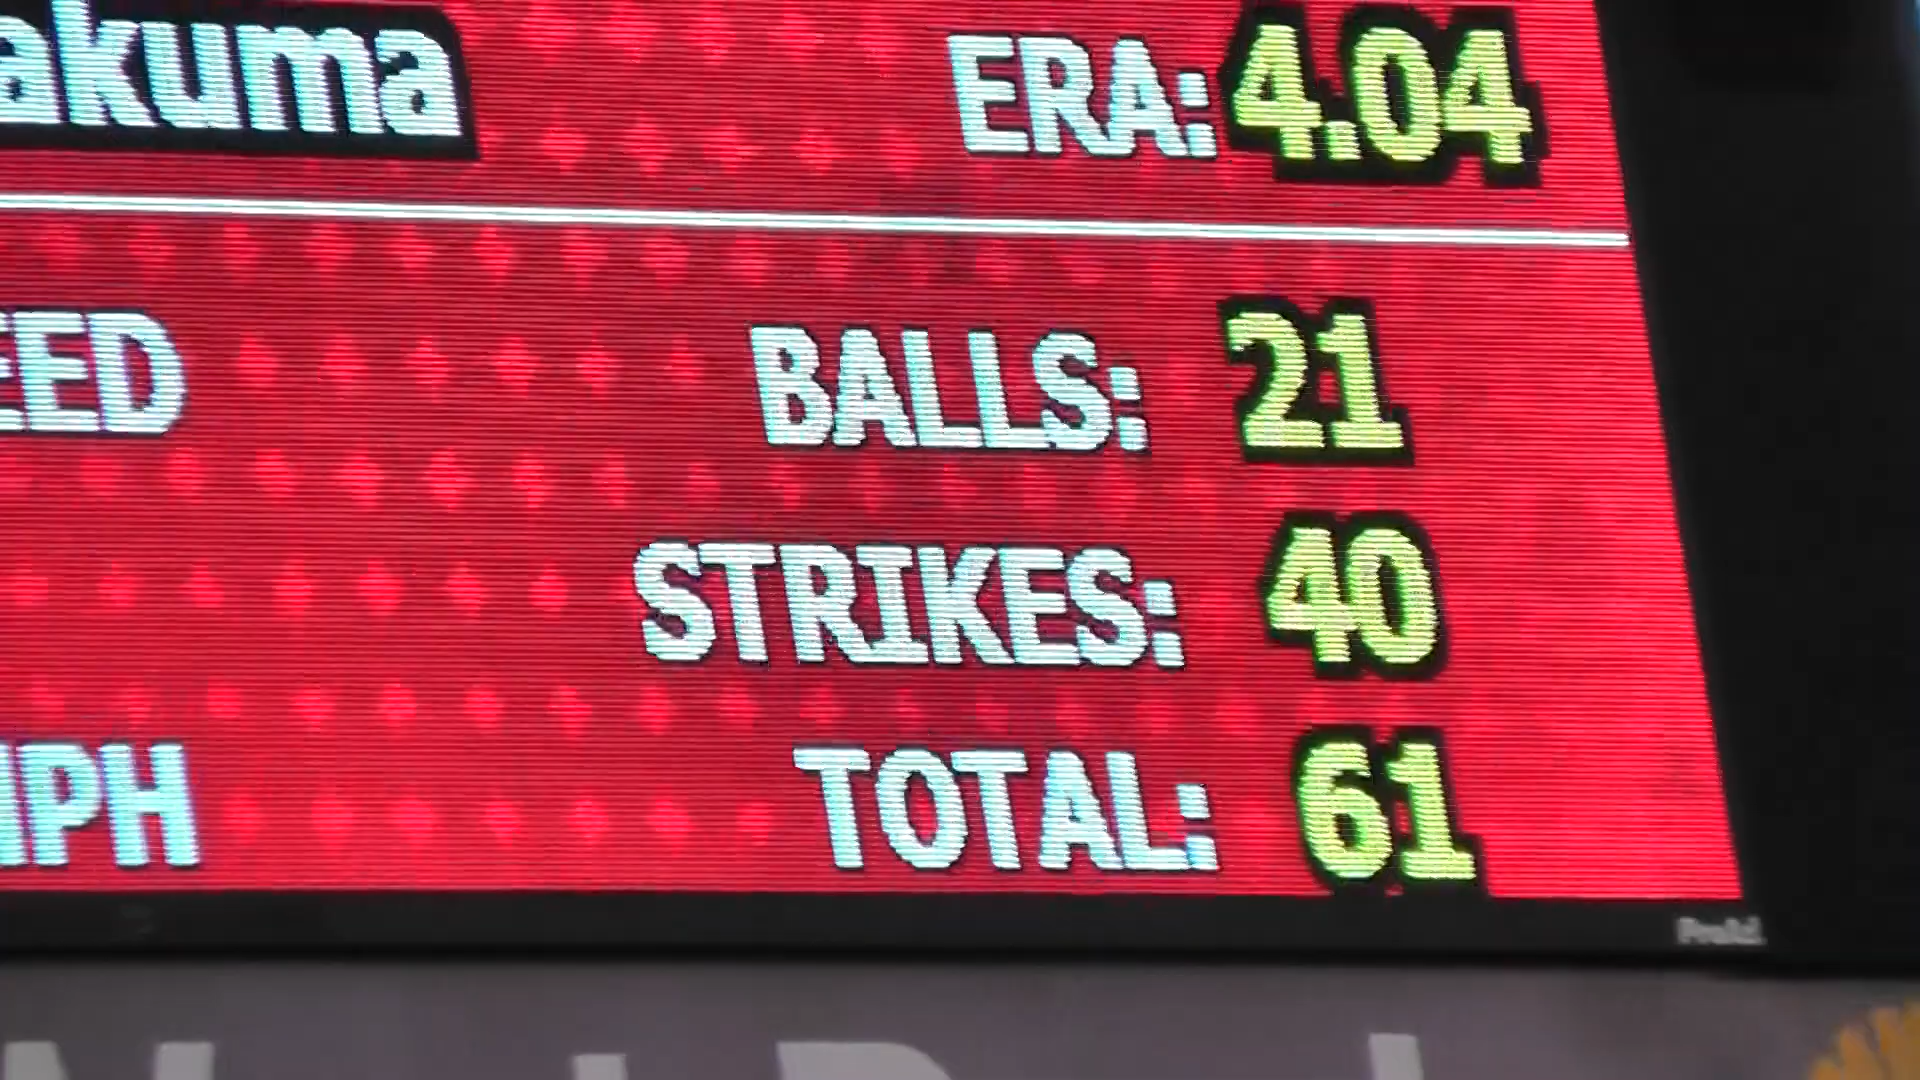 akuma ERA: 4.04
EED BALLS: 21
STRIKES: 40
MPH TOTAL: 61